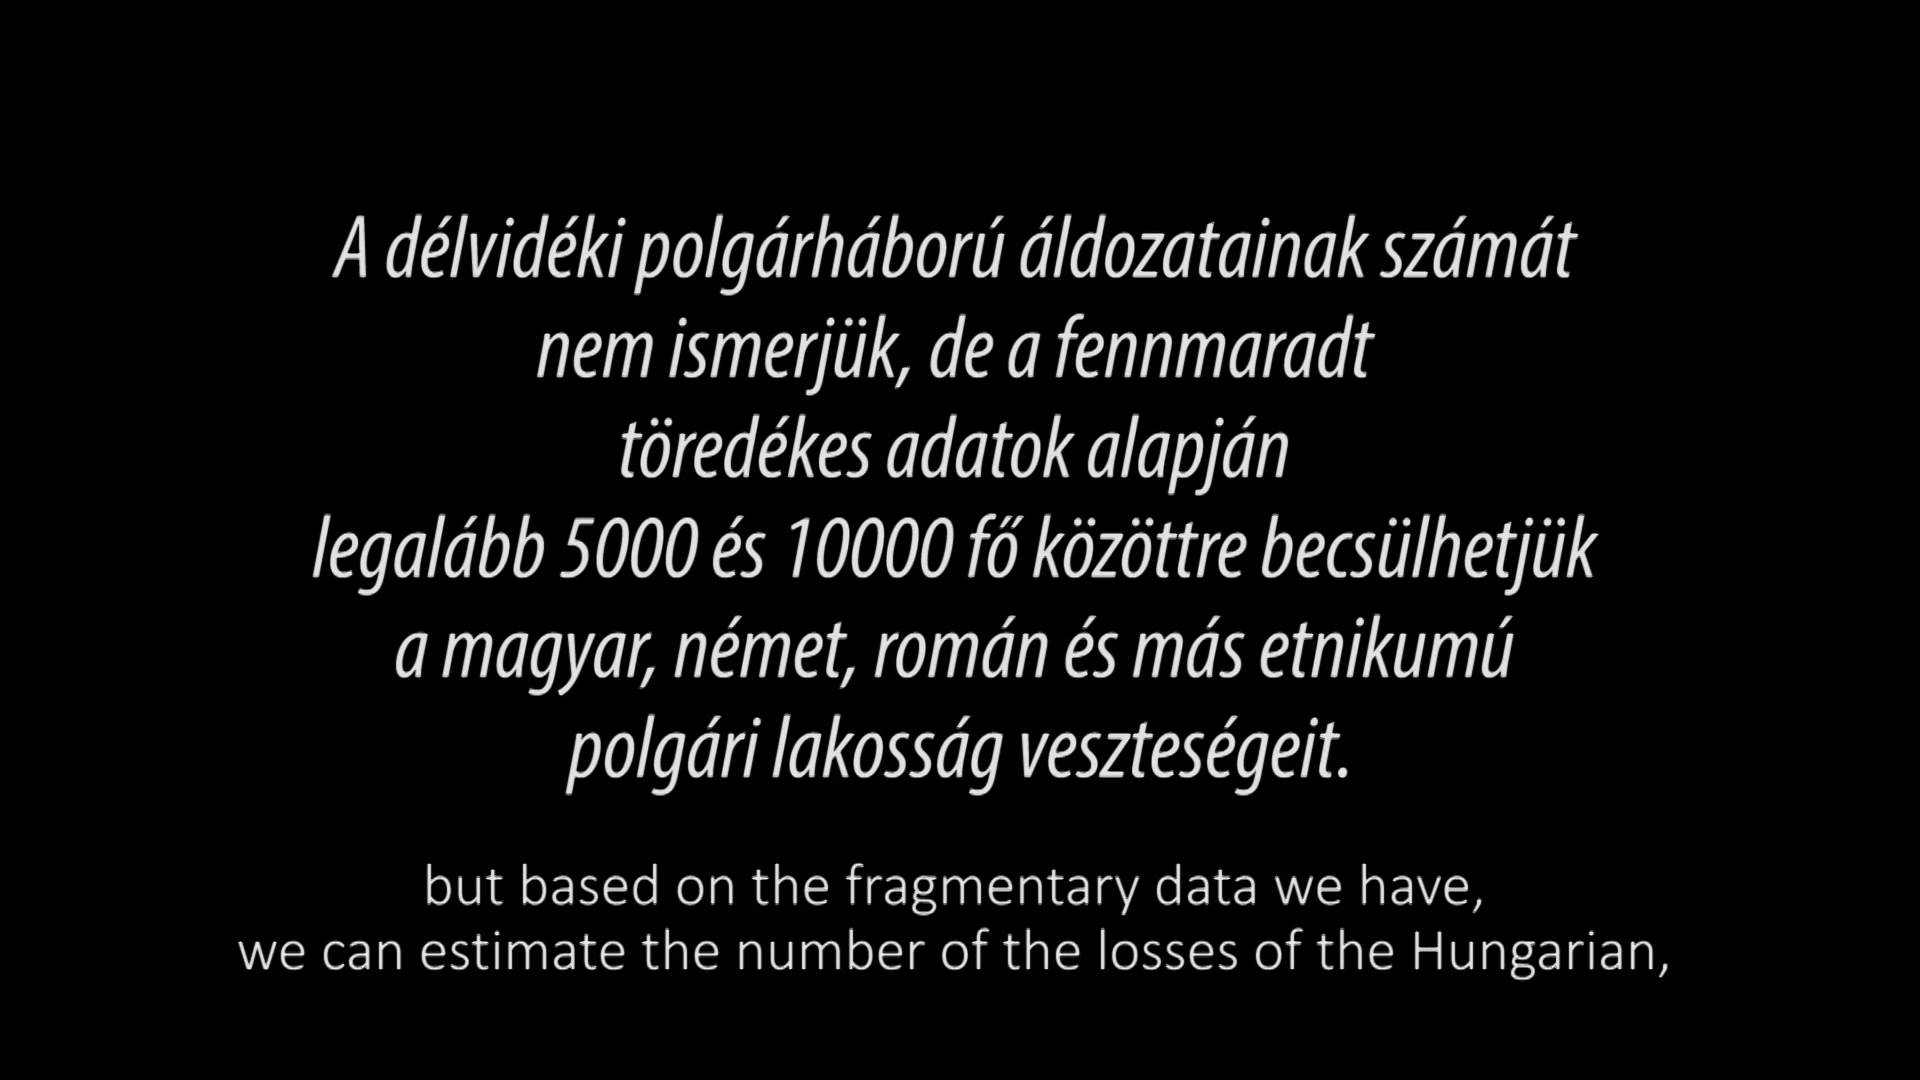 A délvidéki polgárháború áldozatainak számát
nem ismerjük, de a fennmaradt
töredékes adatok alapján
legalább 5000 és 10000 fő közöttre becsülhetjük
a magyar, német, román és más etnikumú
polgári lakosság veszteségeit.
but based on the fragmentary data we have,
we can estimate the number of the losses of the Hungarian,